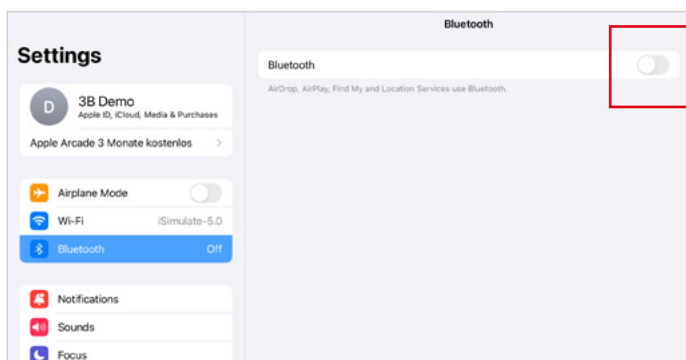 Settings
D
3B Demo
Apple ID, iCloud, Media & Purchases
Apple Arcade 3 Monate kostenlos
Airplane Mode
Wi-Fi iSimulate-5.0
Bluetooth Off
Notifications
Sounds
Focus
Bluetooth
Bluetooth
AirDrop, AirPlay, Find My and Location Services use Bluetooth.